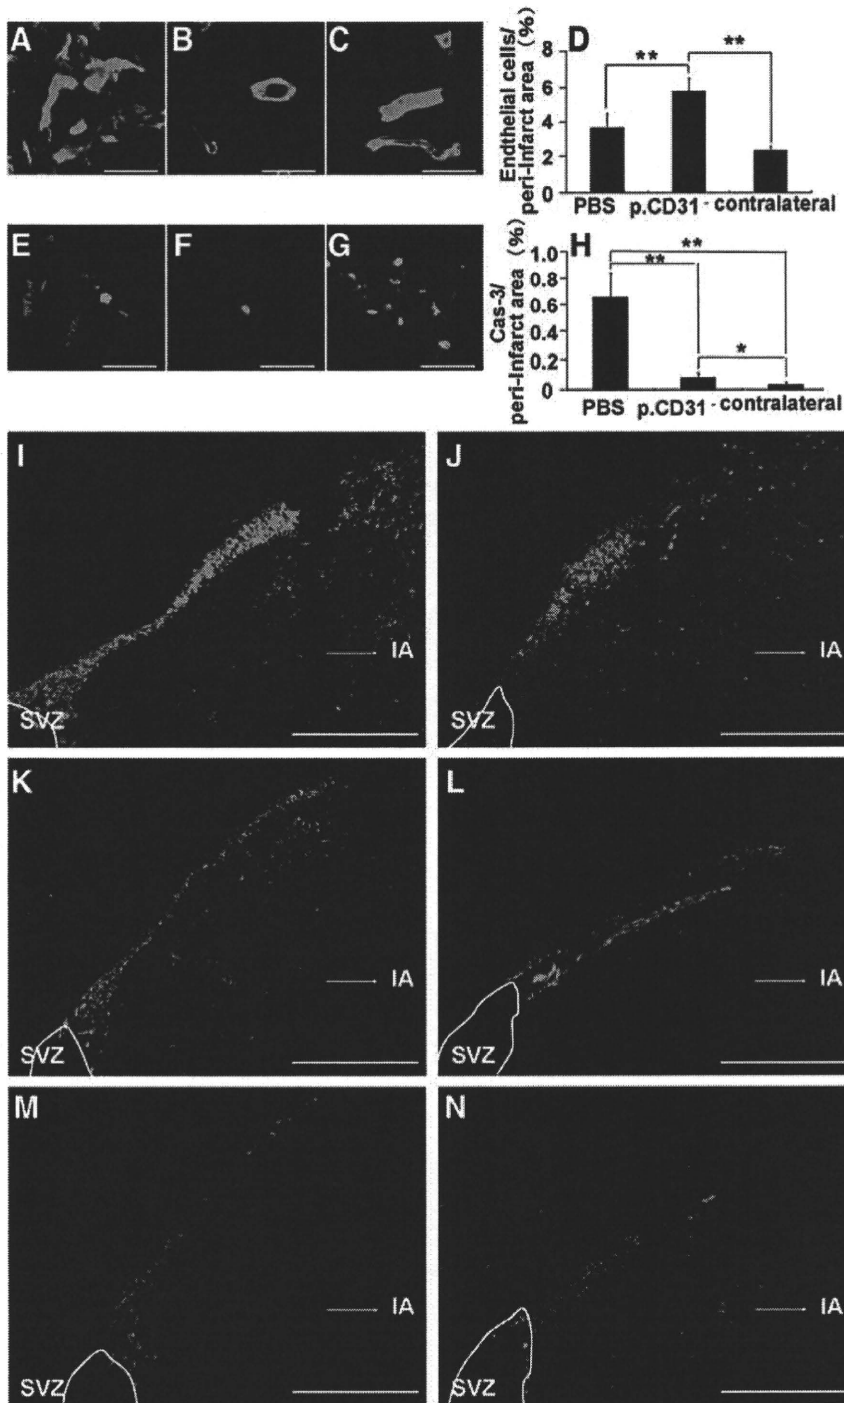 A
B
C
D
Endthelial cells/
peri-Infarct area (%)
8
6
4
2
0
**
**
PBS
p.CD31-
contralateral
E
F
G
H
Cas-3/
peri-Infarct area (%)
1.0
0.8
0.6
0.4
0.2
0
**
**
*
PBS
p.CD31-
contralateral
I
IA
SVZ
J
IA
SVZ
K
IA
SVZ
L
IA
SVZ
M
IA
SVZ
N
IA
SVZ